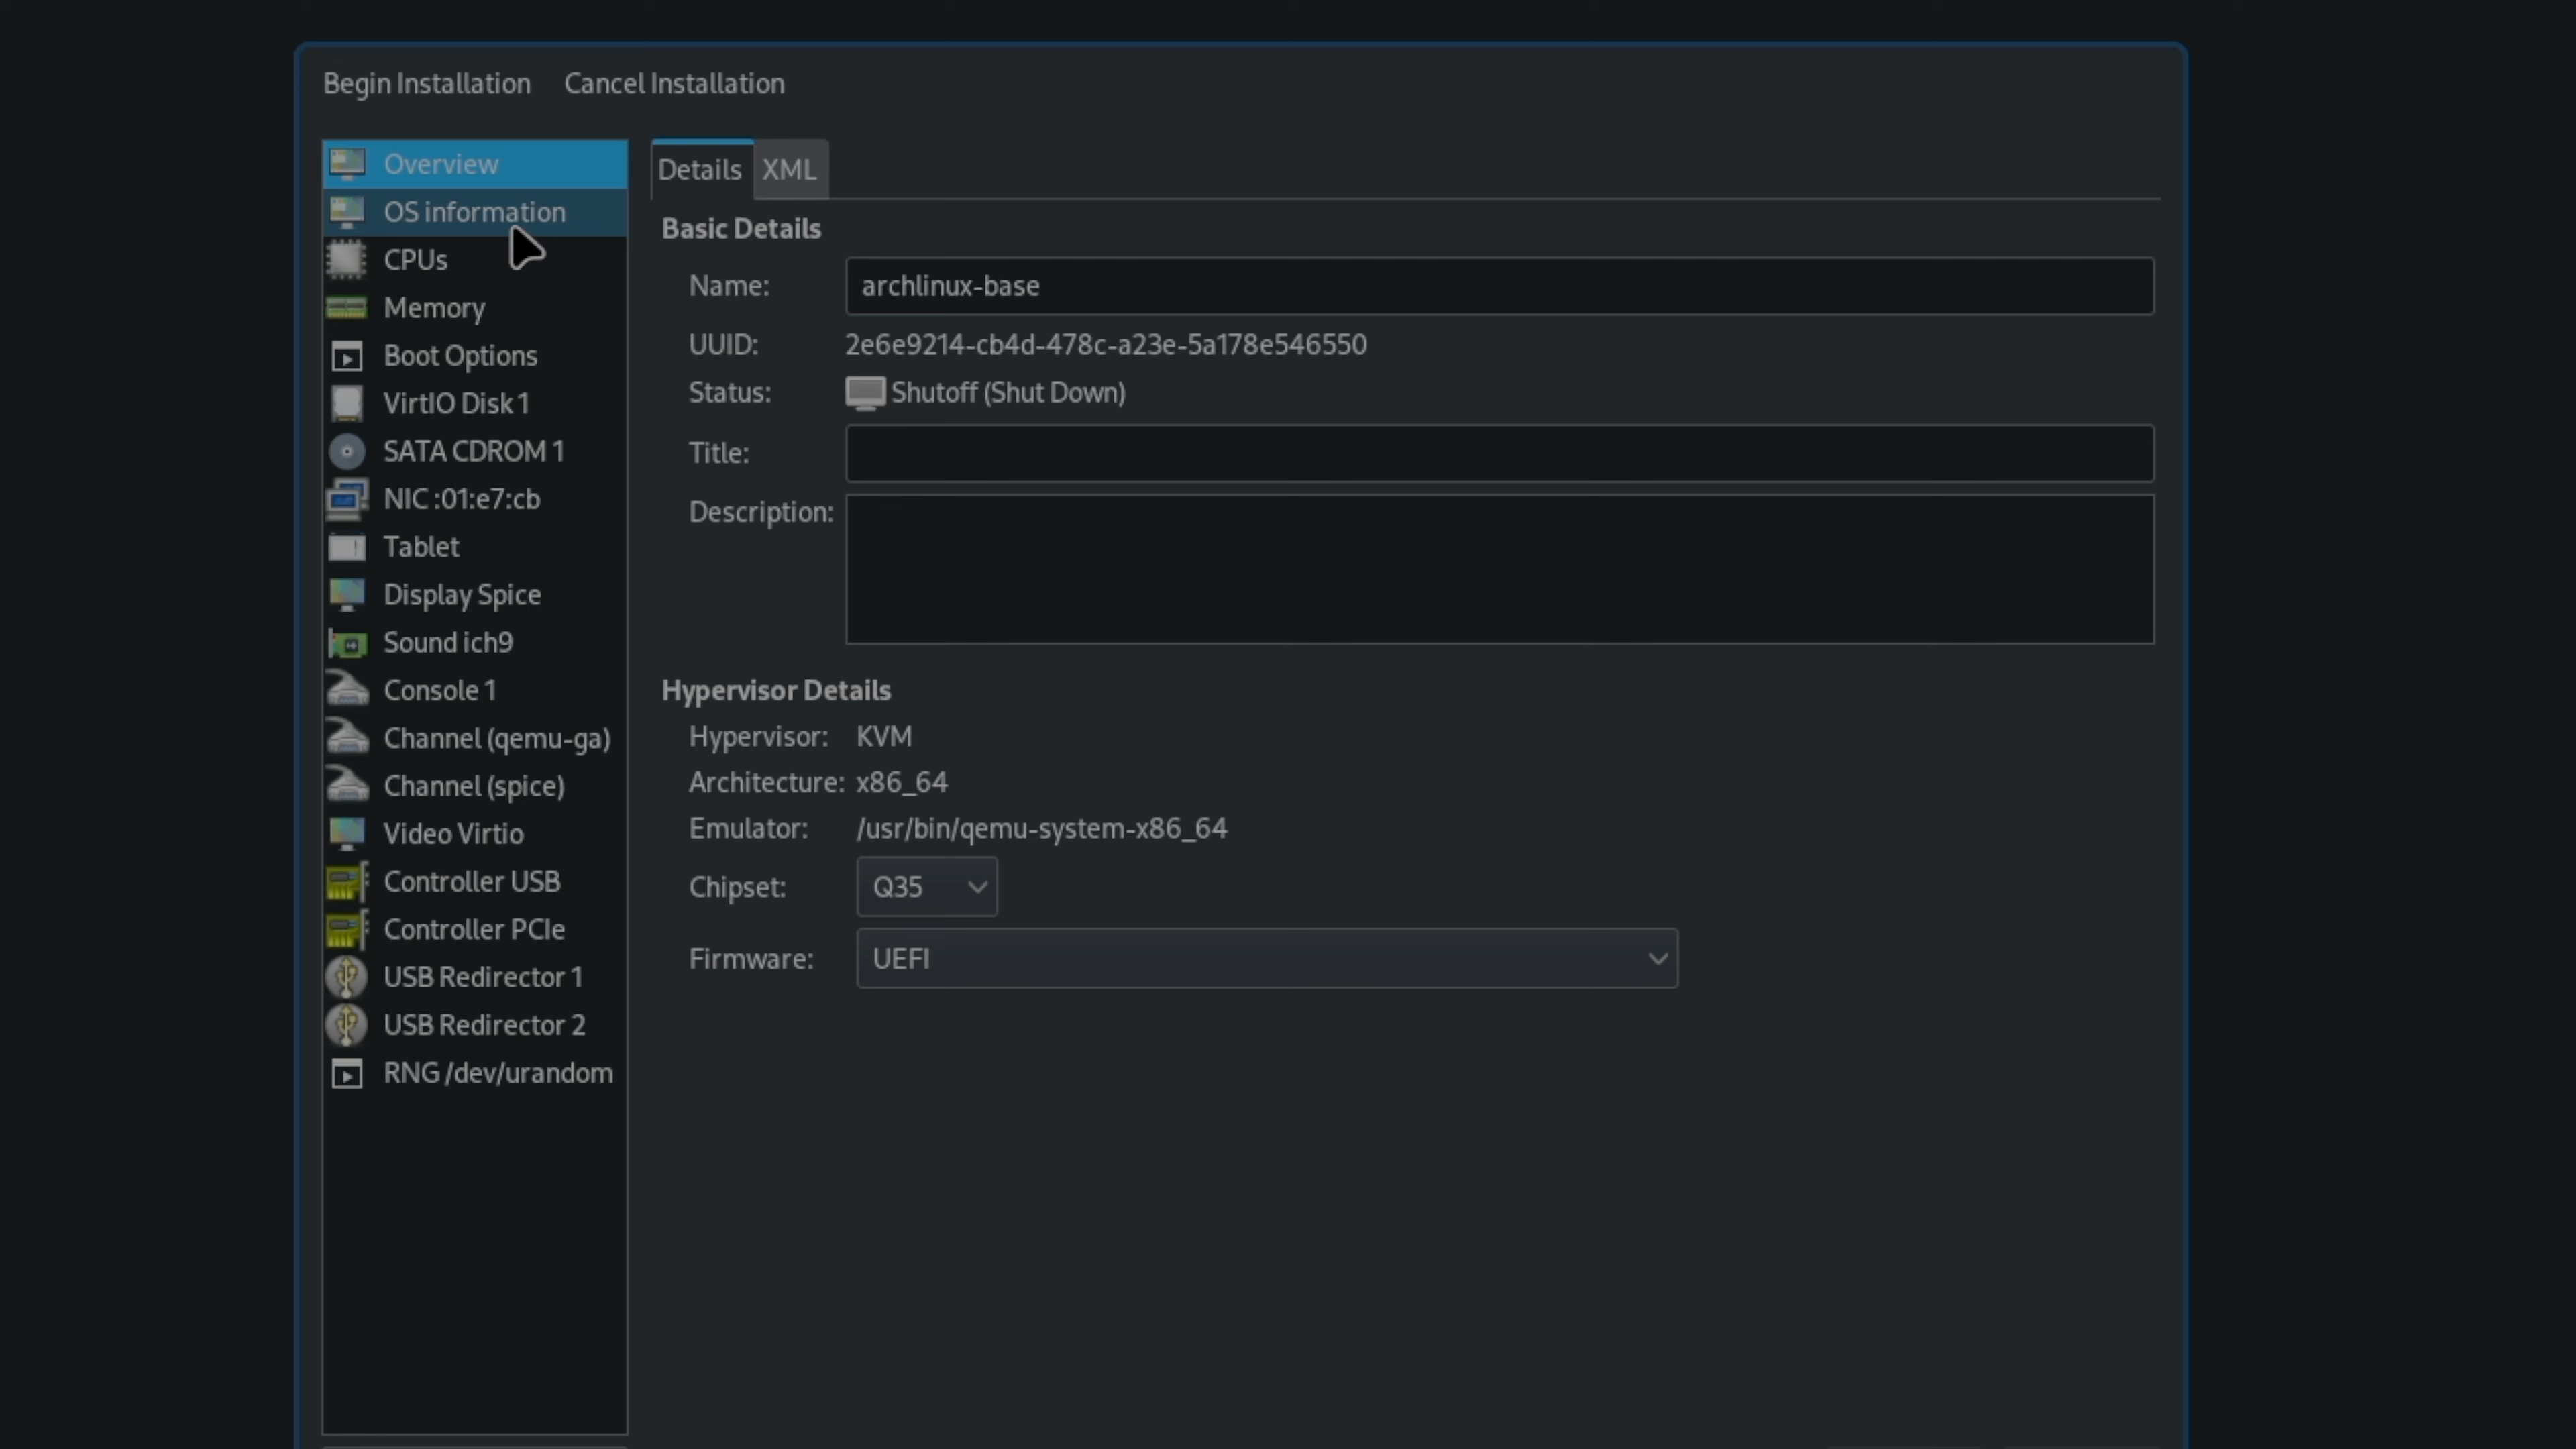 Begin Installation Cancel Installation
Overview
OS information
CPUs
Memory
Boot Options
VirtIO Disk 1
SATA CDROM 1
NIC :01:e7:cb
Tablet
Display Spice
Sound ich9
Console 1
Channel (qemu-ga)
Channel (spice)
Video Virtio
Controller USB
Controller PCIe
USB Redirector 1
USB Redirector 2
RNG /dev/urandom
Details XML
Basic Details
Name: archlinux-base
UUID: 2e6e9214-cb4d-478c-a23e-5a178e546550
Status: Shutoff (Shut Down)
Title:
Description:
Hypervisor Details
Hypervisor: KVM
Architecture: x86_64
Emulator: /usr/bin/qemu-system-x86_64
Chipset: Q35
Firmware: UEFI